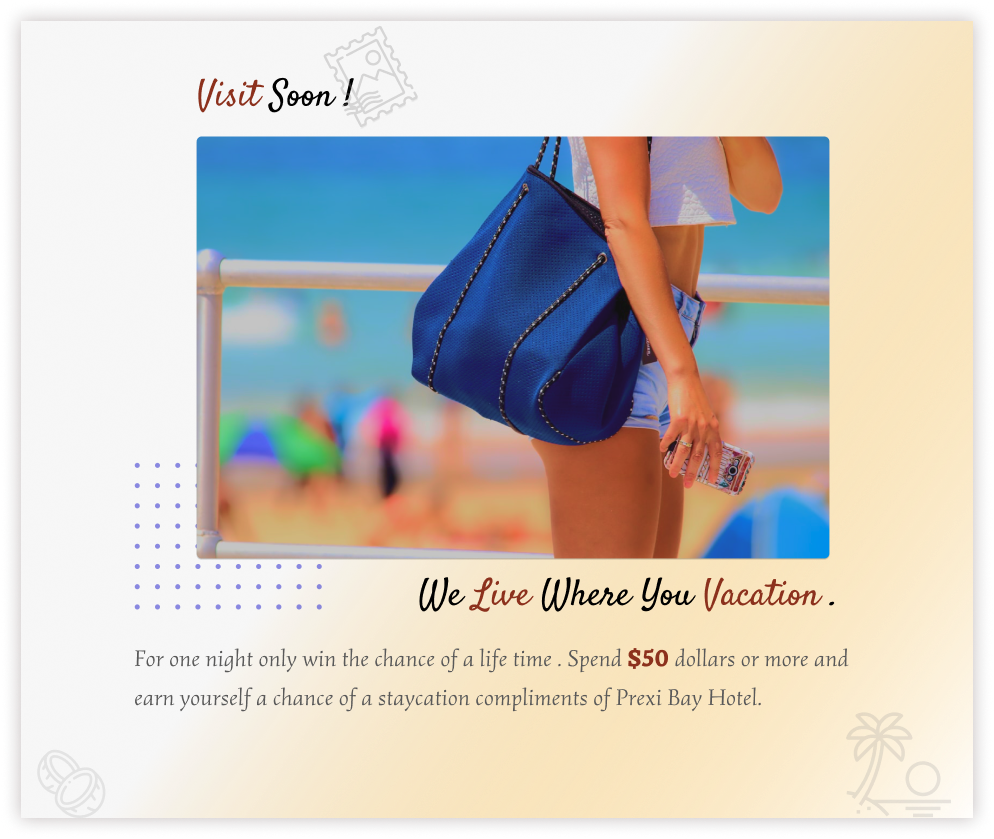 Visit Soon !
We Live Where You Vacation .
For one night only win the chance of a life time . Spend $50 dollars or more and
earn yourself a chance of a staycation compliments of Prexi Bay Hotel.